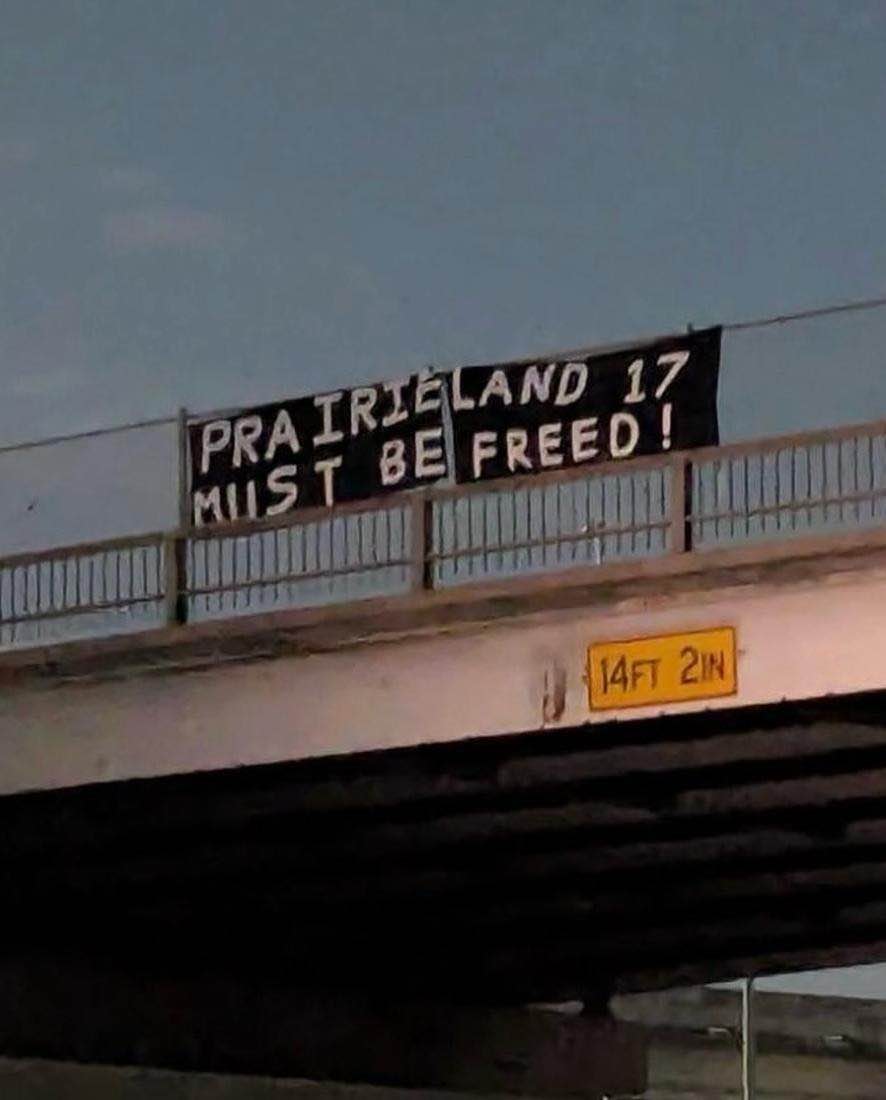 PRAIRIELAND 17
MUST BE FREED!
14FT 2IN